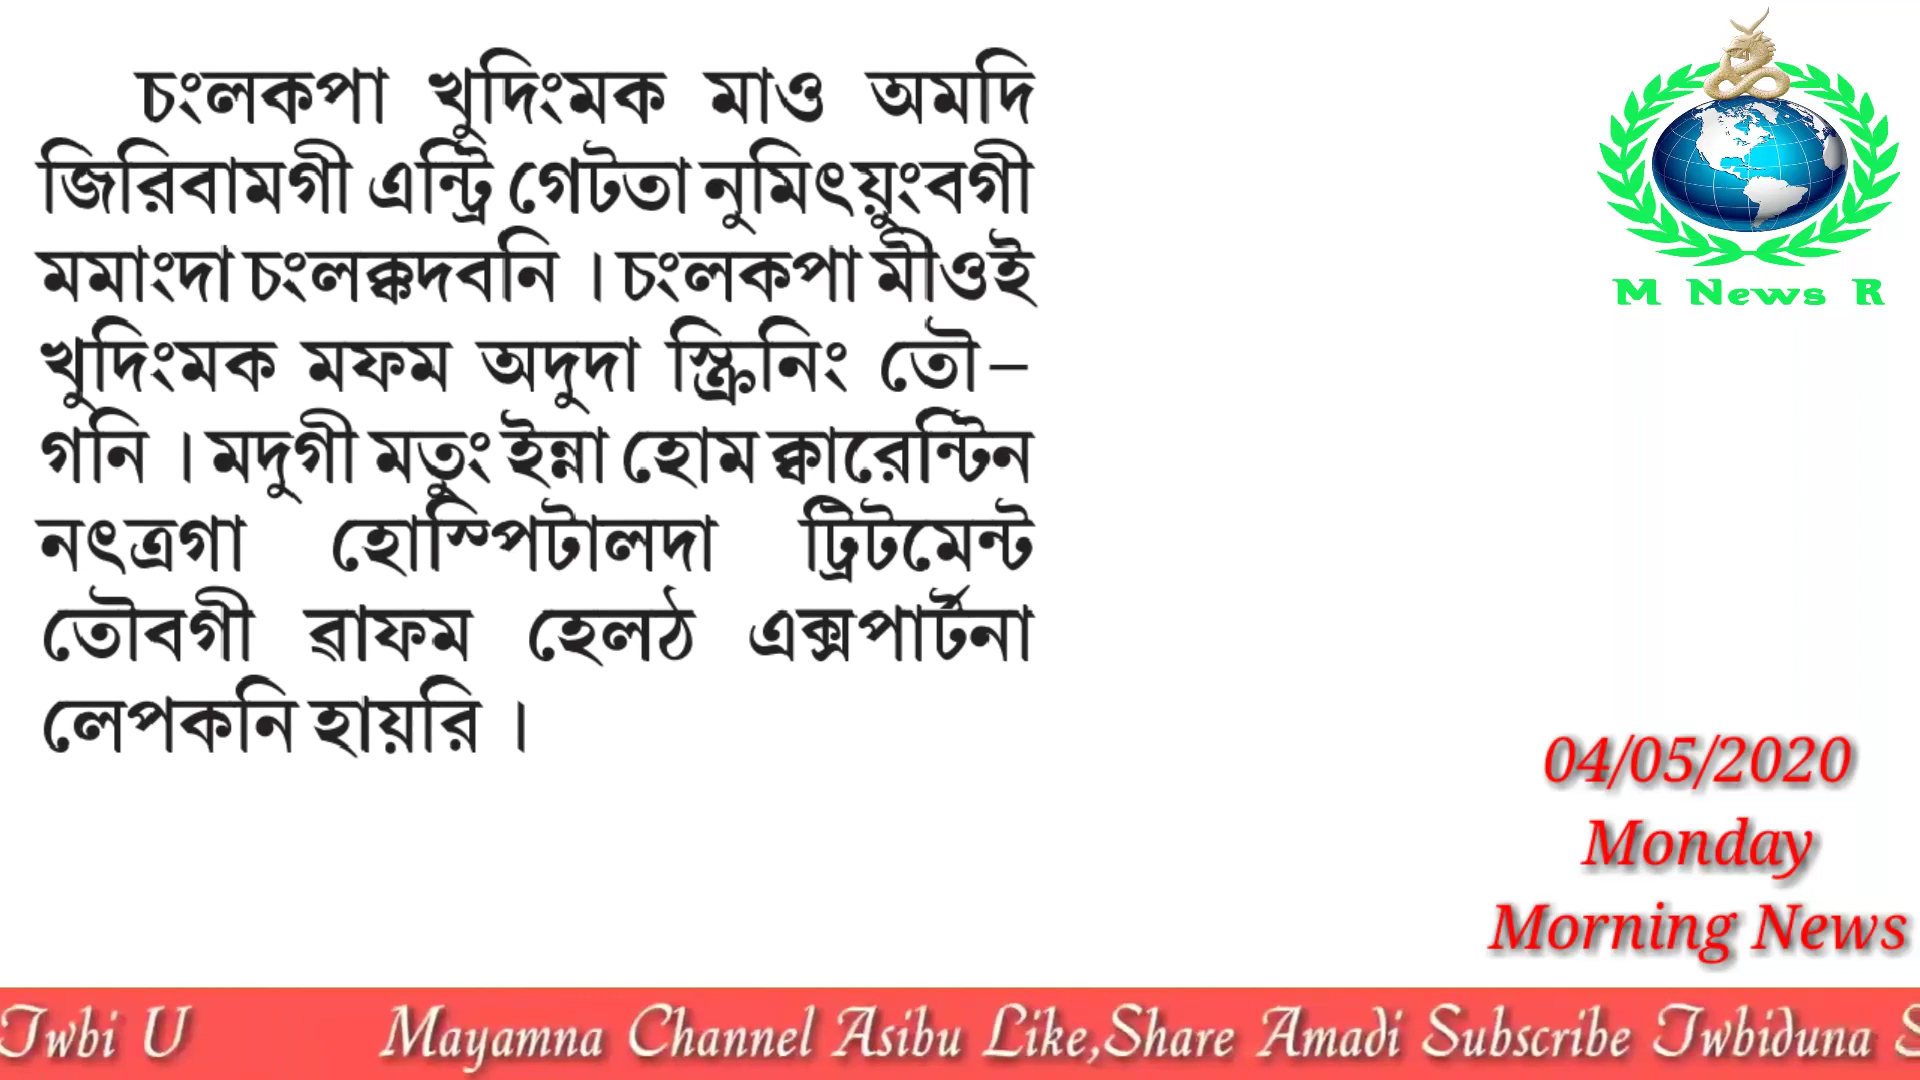 চংলকপা খুদিংমক মাও অমদি
জিরিবামগী এন্ট্রি গেটতা নুমিৎয়ুংবগী
মমাংদা চংলক্কদবনি । চংলকপা মীওই
খুদিংমক মফম অদুদা স্ক্রিনিং তৌ–
গনি । মদুগী মতুং ইন্না হোম ক্বারেন্টিন
নৎত্রগা হোস্পিটালদা ট্রিটমেন্ট
তৌবগী ৱাফম হেলঠ এক্সপার্টনা
লেপকনি হায়রি ।
M News R
04/05/2020
Monday
Morning News
Twbi U Mayamna Channel Asibu Like,Share Amadi Subscribe Twbiduna S